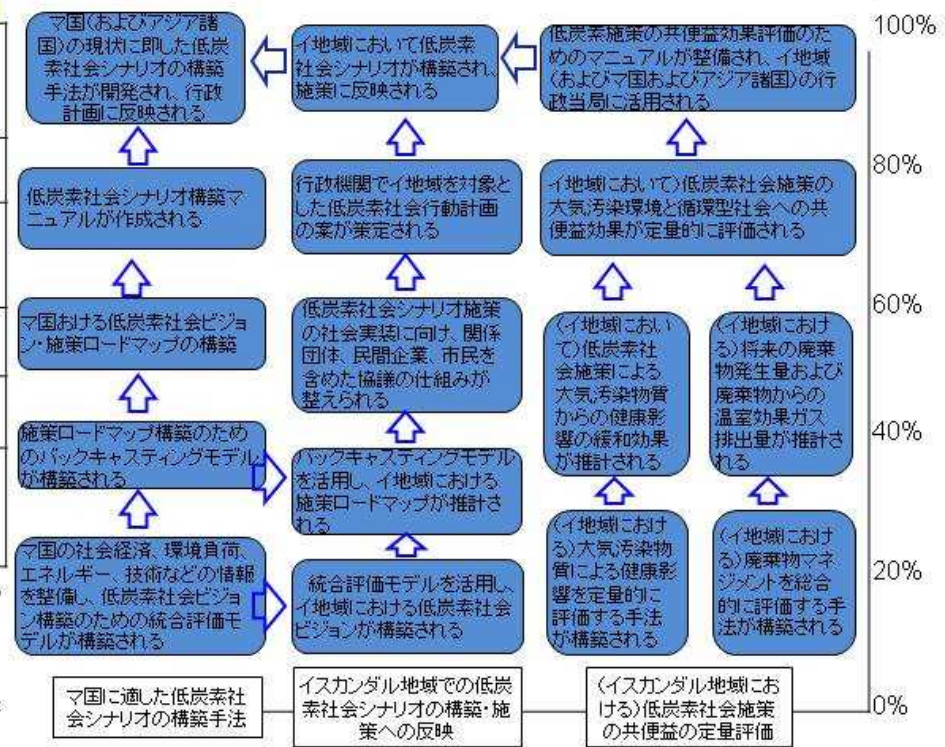 マ国(およびアジア諸
国)の現状に即した低炭
素社会シナリオの構築
手法が開発され、行政
計画に反映される
イ地域において低炭素
社会シナリオが構築され、
施策に反映される
低炭素施策の共便益効果評価のた
めのマニュアルが整備され、イ地域
(およびマ国およびアジア諸国)の行
政当局に活用される
100%
低炭素社会シナリオ構築マ
ニュアルが作成される
行政機関でイ地域を対象と
した低炭素社会行動計画
の案が策定される
イ地域において)低炭素社会施策の
大気汚染環境と循環型社会への共
便益効果が定量的に評価される
80%
マ国おける低炭素社会ビジョ
ン・施策ロードマップの構築
低炭素社会シナリオ施策
の社会実装に向け、関係
団体、民間企業、市民を
含めた協議の仕組みが
整えられる
(イ地域におい
て)低炭素社
会施策による
大気汚染物質
からの健康影
響の緩和効果
が推計される
(イ地域におけ
る)将来の廃棄
物発生量および
廃棄物からの
温室効果ガス
排出量が推計さ
れる
60%
施策ロードマップ構築のため
のバックキャスティングモデル
が構築される
バックキャスティングモデル
を活用し、イ地域における
施策ロードマップが推計さ
れる
40%
マ国の社会経済、環境負荷、
エネルギー、技術などの情報
を整備し、低炭素社会ビジョ
ン構築のための統合評価モ
デルが構築される
統合評価モデルを活用し、
イ地域における低炭素社会
ビジョンが構築される
(イ地域におけ
る)大気汚染物
質による健康影
響を定量的に
評価する手法
が構築される
(イ地域におけ
る)廃棄物マネ
ジメントを総合
的に評価する手
法が構築される
20%
マ国に適した低炭素社
会シナリオの構築手法
イスカンダル地域での低炭
素社会シナリオの構築・施
策への反映
(イスカンダル地域にお
ける)低炭素社会施策
の共便益の定量評価
0%